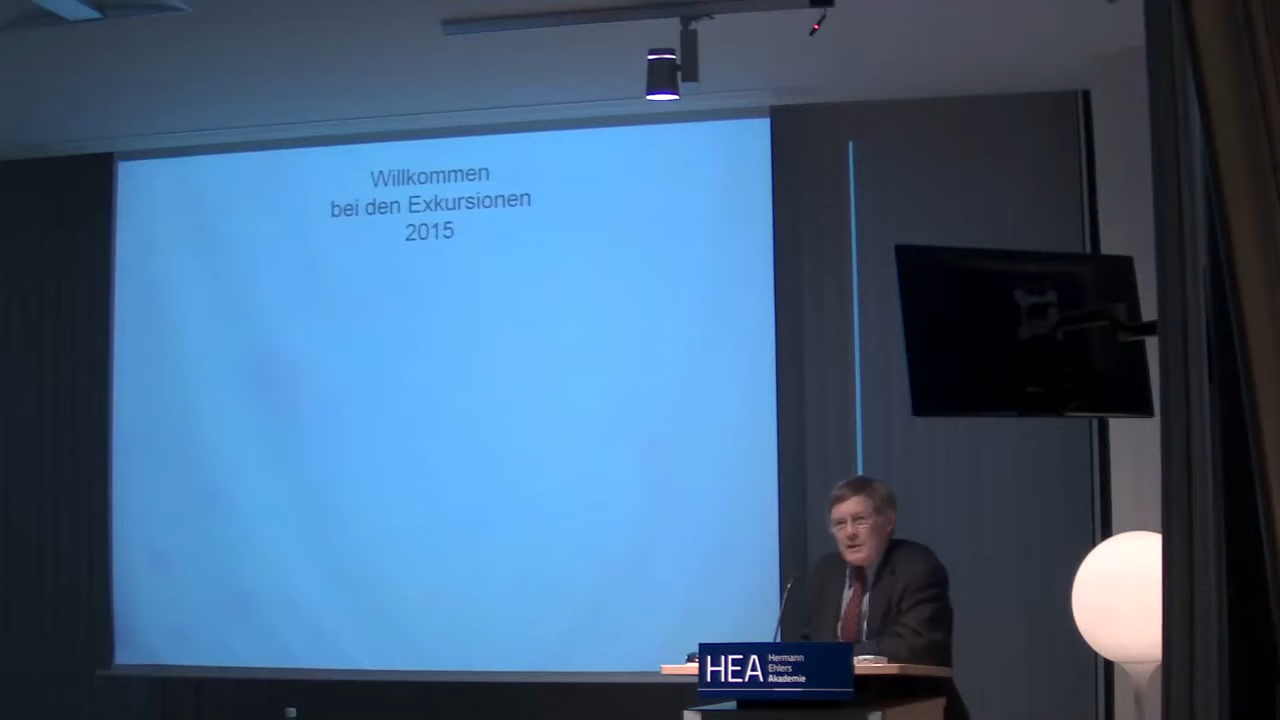 Willkommen
bei den Exkursionen
2015
HEA
Hermann
Ehlers
Akademie